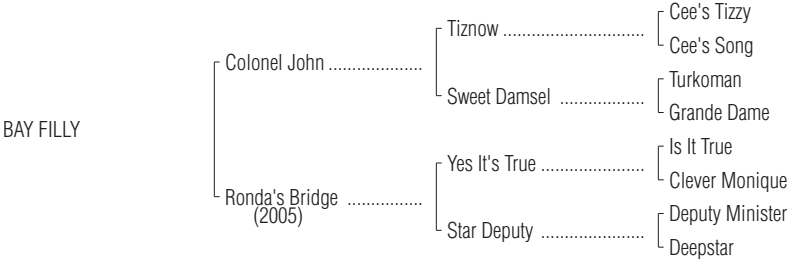 Cee's Tizzy
Tiznow ..............................
Cee's Song
Colonel John ....................
Turkoman
Sweet Damsel ..................
Grande Dame
BAY FILLY
Is It True
Yes It's True ......................
Clever Monique
Ronda's Bridge ................
(2005)
Deputy Minister
Star Deputy ......................
Deepstar